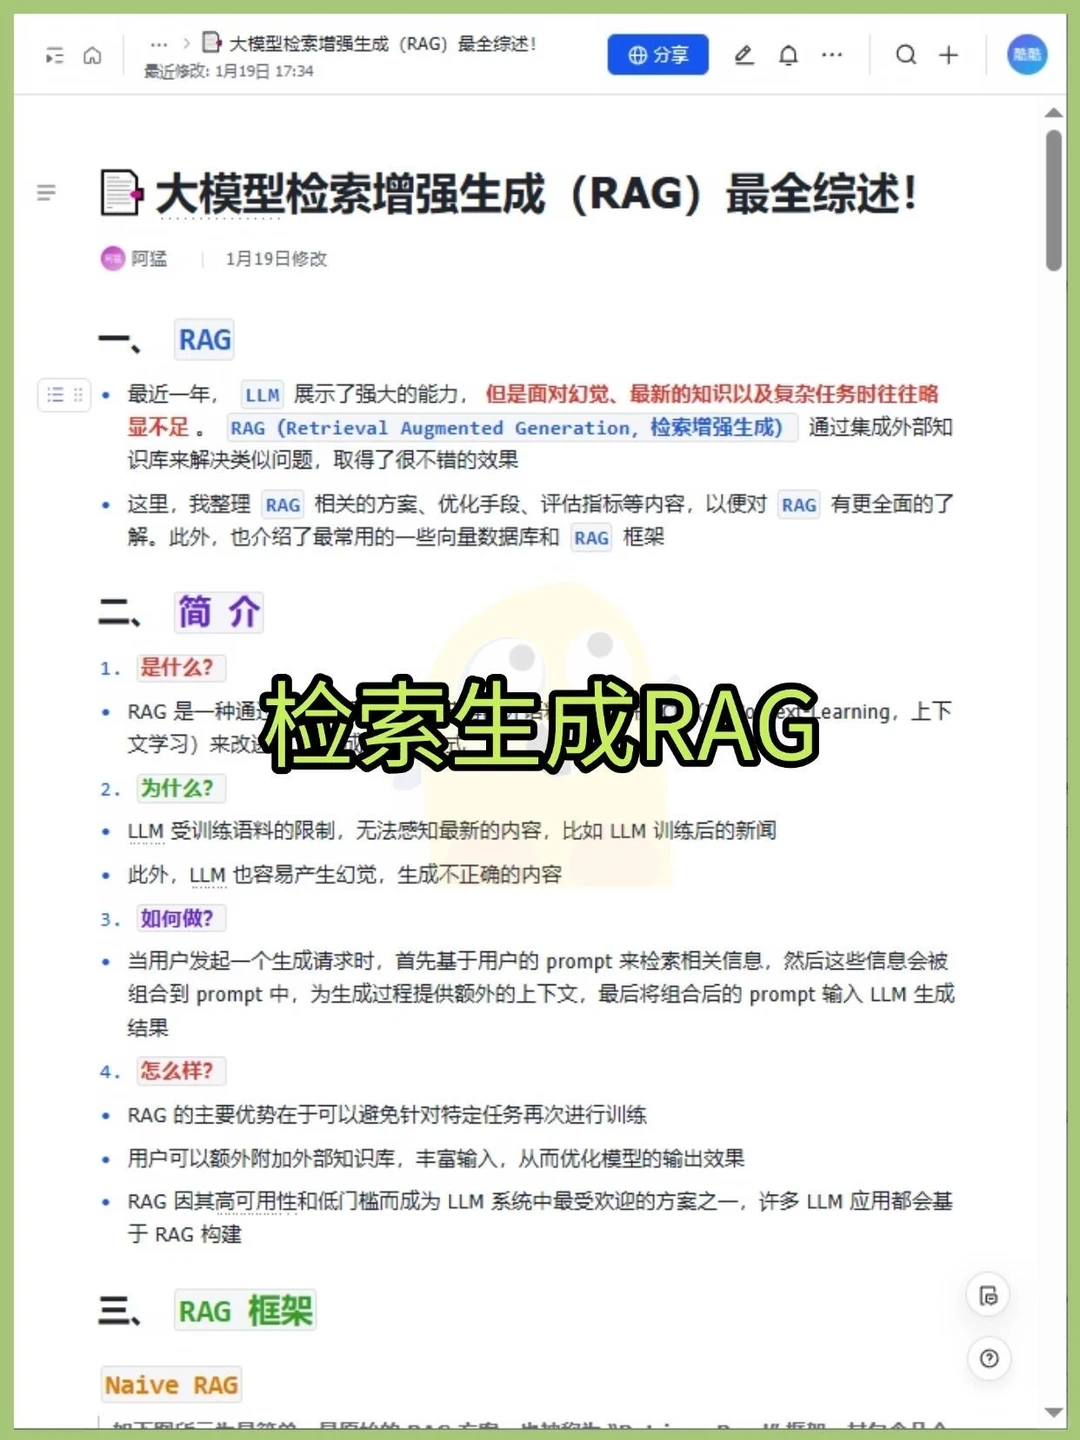 大模型检索增强生成（RAG）最全综述！
最近修改: 1月19日 17:34
分享
酷酷
大模型检索增强生成（RAG）最全综述！
阿猛 1月19日修改
一、 RAG
最近一年， LLM 展示了强大的能力， 但是面对幻觉、最新的知识以及复杂任务时往往略
显不足 。 RAG (Retrieval Augmented Generation, 检索增强生成) 通过集成外部知
识库来解决类似问题，取得了很不错的效果
这里，我整理 RAG 相关的方案、优化手段、评估指标等内容，以便对 RAG 有更全面的了
解。此外，也介绍了最常用的一些向量数据库和 RAG 框架
二、 简 介
1. 是什么?
RAG 是一种通过 Learning，上下
文学习）来改
检索生成RAG
2. 为什么?
LLM 受训练语料的限制，无法感知最新的内容，比如 LLM 训练后的新闻
此外，LLM 也容易产生幻觉，生成不正确的内容
3. 如何做?
当用户发起一个生成请求时，首先基于用户的 prompt 来检索相关信息，然后这些信息会被
组合到 prompt 中，为生成过程提供额外的上下文，最后将组合后的 prompt 输入 LLM 生成
结果
4. 怎么样?
RAG 的主要优势在于可以避免针对特定任务再次进行训练
用户可以额外附加外部知识库，丰富输入，从而优化模型的输出效果
RAG 因其高可用性和低门槛而成为 LLM 系统中最受欢迎的方案之一，许多 LLM 应用都会基
于 RAG 构建
三、 RAG 框架
Naive RAG